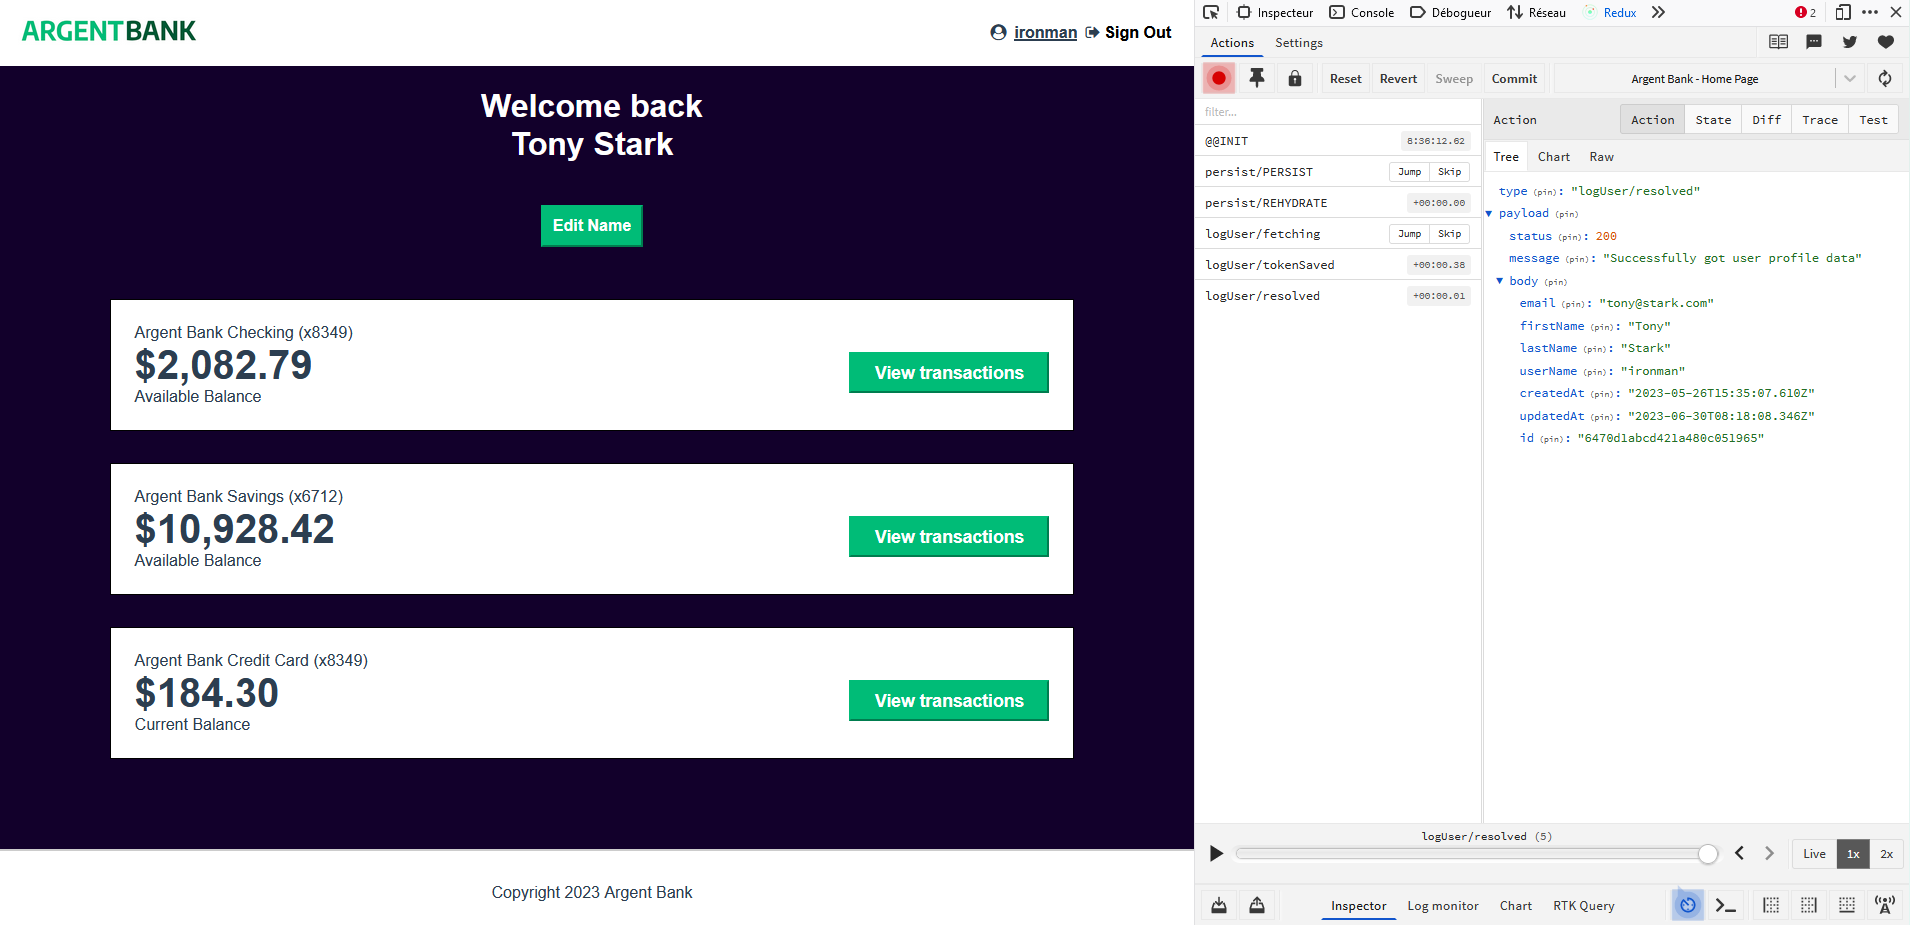 ARGENTBANK
ironman Sign Out
Welcome back
Tony Stark
Edit Name
Argent Bank Checking (x8349)
$2,082.79
Available Balance
View transactions
Argent Bank Savings (x6712)
$10,928.42
Available Balance
View transactions
Argent Bank Credit Card (x8349)
$184.30
Current Balance
View transactions
Copyright 2023 Argent Bank
Inspecteur Console Débogueur Réseau Redux 2
Actions Settings
Reset Revert Sweep Commit Argent Bank - Home Page
filter...
@@INIT 8:36:12.62
persist/PERSIST Jump Skip
persist/REHYDRATE +00:00.00
logUser/fetching Jump Skip
logUser/tokenSaved +00:00.38
logUser/resolved +00:00.01
Action Action State Diff Trace Test
Tree Chart Raw
type (pin): "logUser/resolved"
payload (pin)
status (pin): 200
message (pin): "Successfully got user profile data"
body (pin)
email (pin): "tony@stark.com"
firstName (pin): "Tony"
lastName (pin): "Stark"
userName (pin): "ironman"
createdAt (pin): "2023-05-26T15:35:07.610Z"
updatedAt (pin): "2023-06-30T08:18:08.346Z"
id (pin): "6470d1abcd421a480c051965"
logUser/resolved (5)
Live 1x 2x
Inspector Log monitor Chart RTK Query